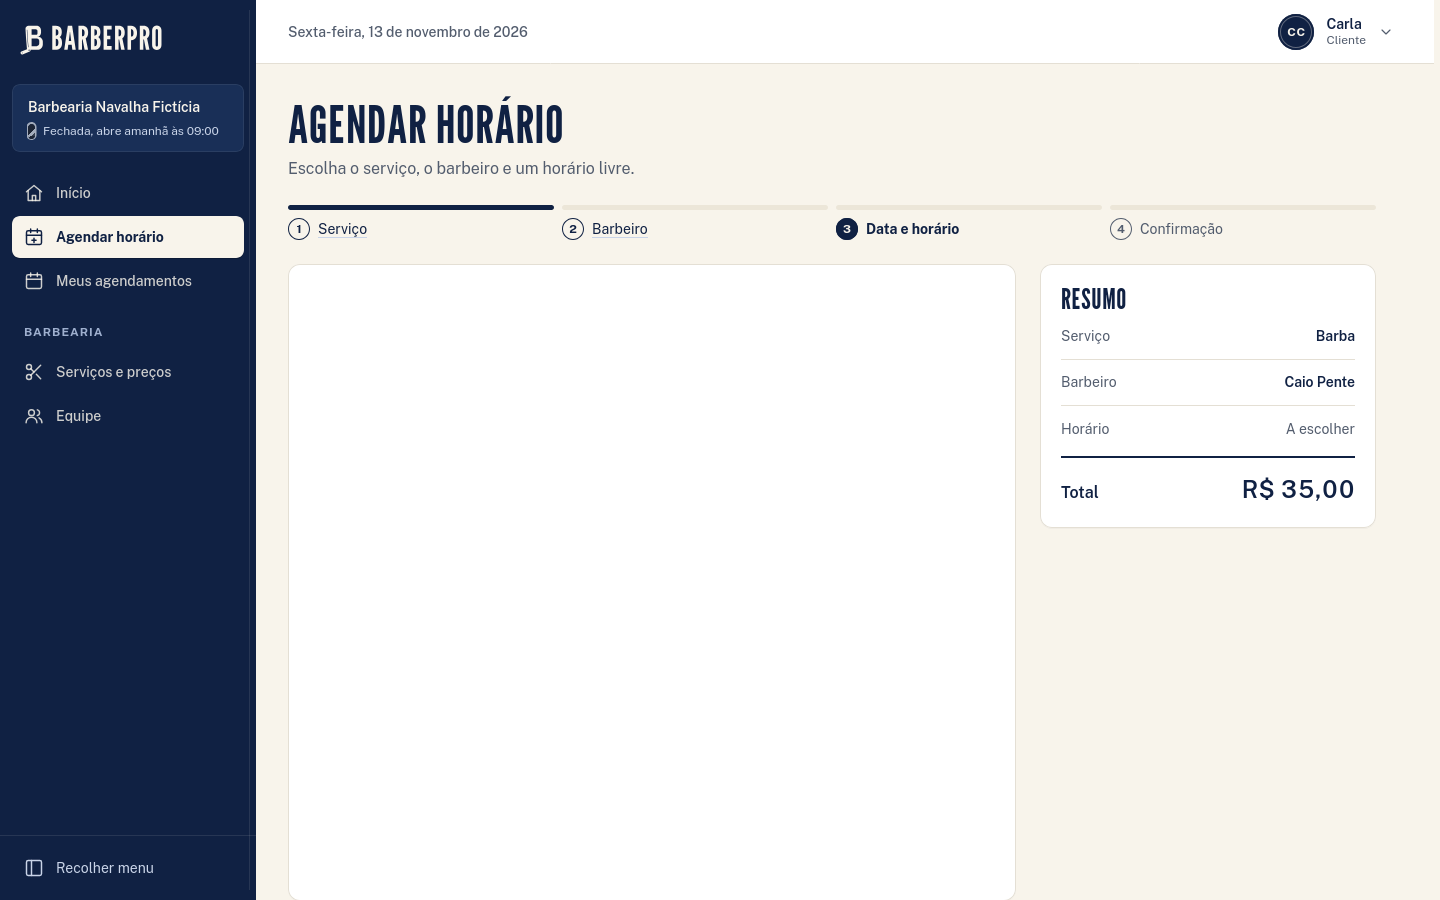 BARBERPRO
Barbearia Navalha Fictícia
Fechada, abre amanhã às 09:00
Início
Agendar horário
Meus agendamentos
BARBEARIA
Serviços e preços
Equipe
Recolher menu
Sexta-feira, 13 de novembro de 2026
CC
Carla
Cliente
AGENDAR HORÁRIO
Escolha o serviço, o barbeiro e um horário livre.
1 Serviço
2 Barbeiro
3 Data e horário
4 Confirmação
RESUMO
Serviço Barba
Barbeiro Caio Pente
Horário A escolher
Total R$ 35,00